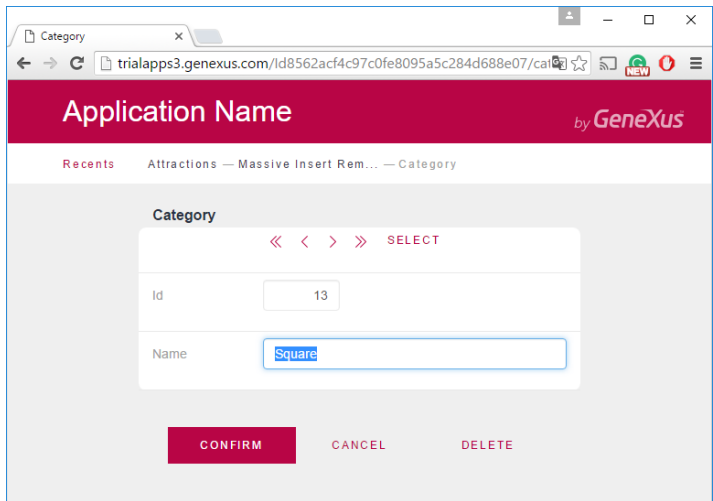 Category
trialapps3.genexus.com/Id8562acf4c97c0fe8095a5c284d688e07/cat
NEW
Application Name
by GeneXus
Recents Attractions — Massive Insert Rem... — Category
Category
SELECT
Id 13
Name Square
CONFIRM CANCEL DELETE